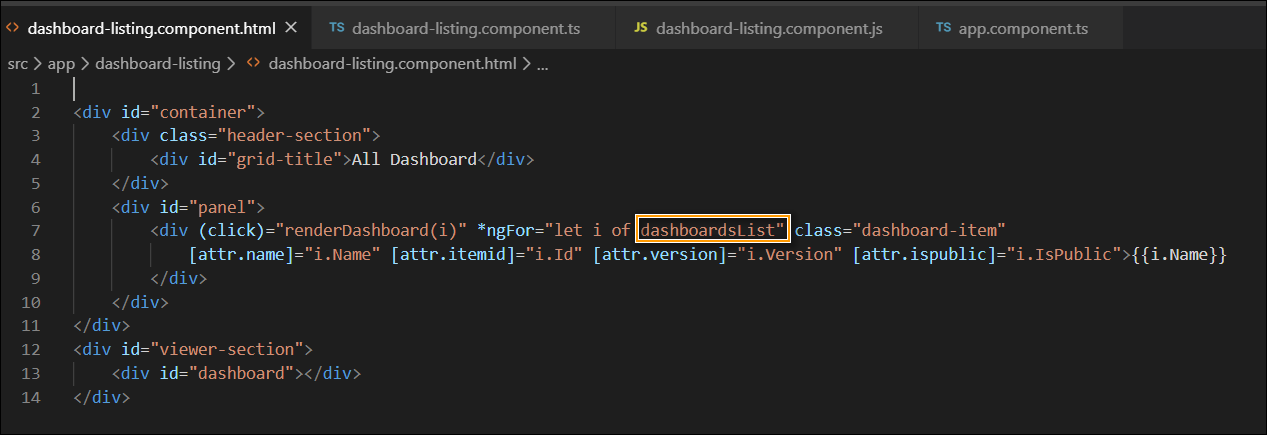 <> dashboard-listing.component.html × TS dashboard-listing.component.ts JS dashboard-listing.component.js TS app.component.ts
src > app > dashboard-listing > <> dashboard-listing.component.html > ...
1
2 <div id="container">
3 <div class="header-section">
4 <div id="grid-title">All Dashboard</div>
5 </div>
6 <div id="panel">
7 <div (click)="renderDashboard(i)" *ngFor="let i of dashboardsList" class="dashboard-item"
8 [attr.name]="i.Name" [attr.itemid]="i.Id" [attr.version]="i.Version" [attr.ispublic]="i.IsPublic">{{i.Name}}
9 </div>
10 </div>
11 </div>
12 <div id="viewer-section">
13 <div id="dashboard"></div>
14 </div>